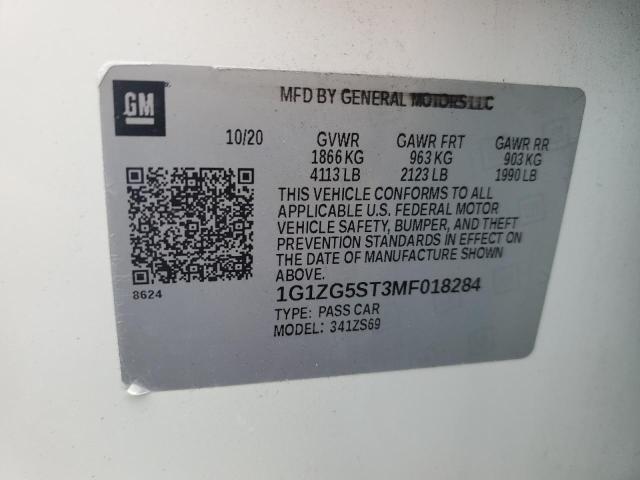 GM
MFD BY GENERAL MOTORS LLC
10/20 GVWR GAWR FRT GAWR RR
1866 KG 963 KG 903 KG
4113 LB 2123 LB 1990 LB
THIS VEHICLE CONFORMS TO ALL
APPLICABLE U.S. FEDERAL MOTOR
VEHICLE SAFETY, BUMPER, AND THEFT
PREVENTION STANDARDS IN EFFECT ON
THE DATE OF MANUFACTURE SHOWN
ABOVE.
8624
1G1ZG5ST3MF018284
TYPE: PASS CAR
MODEL: 341ZS69